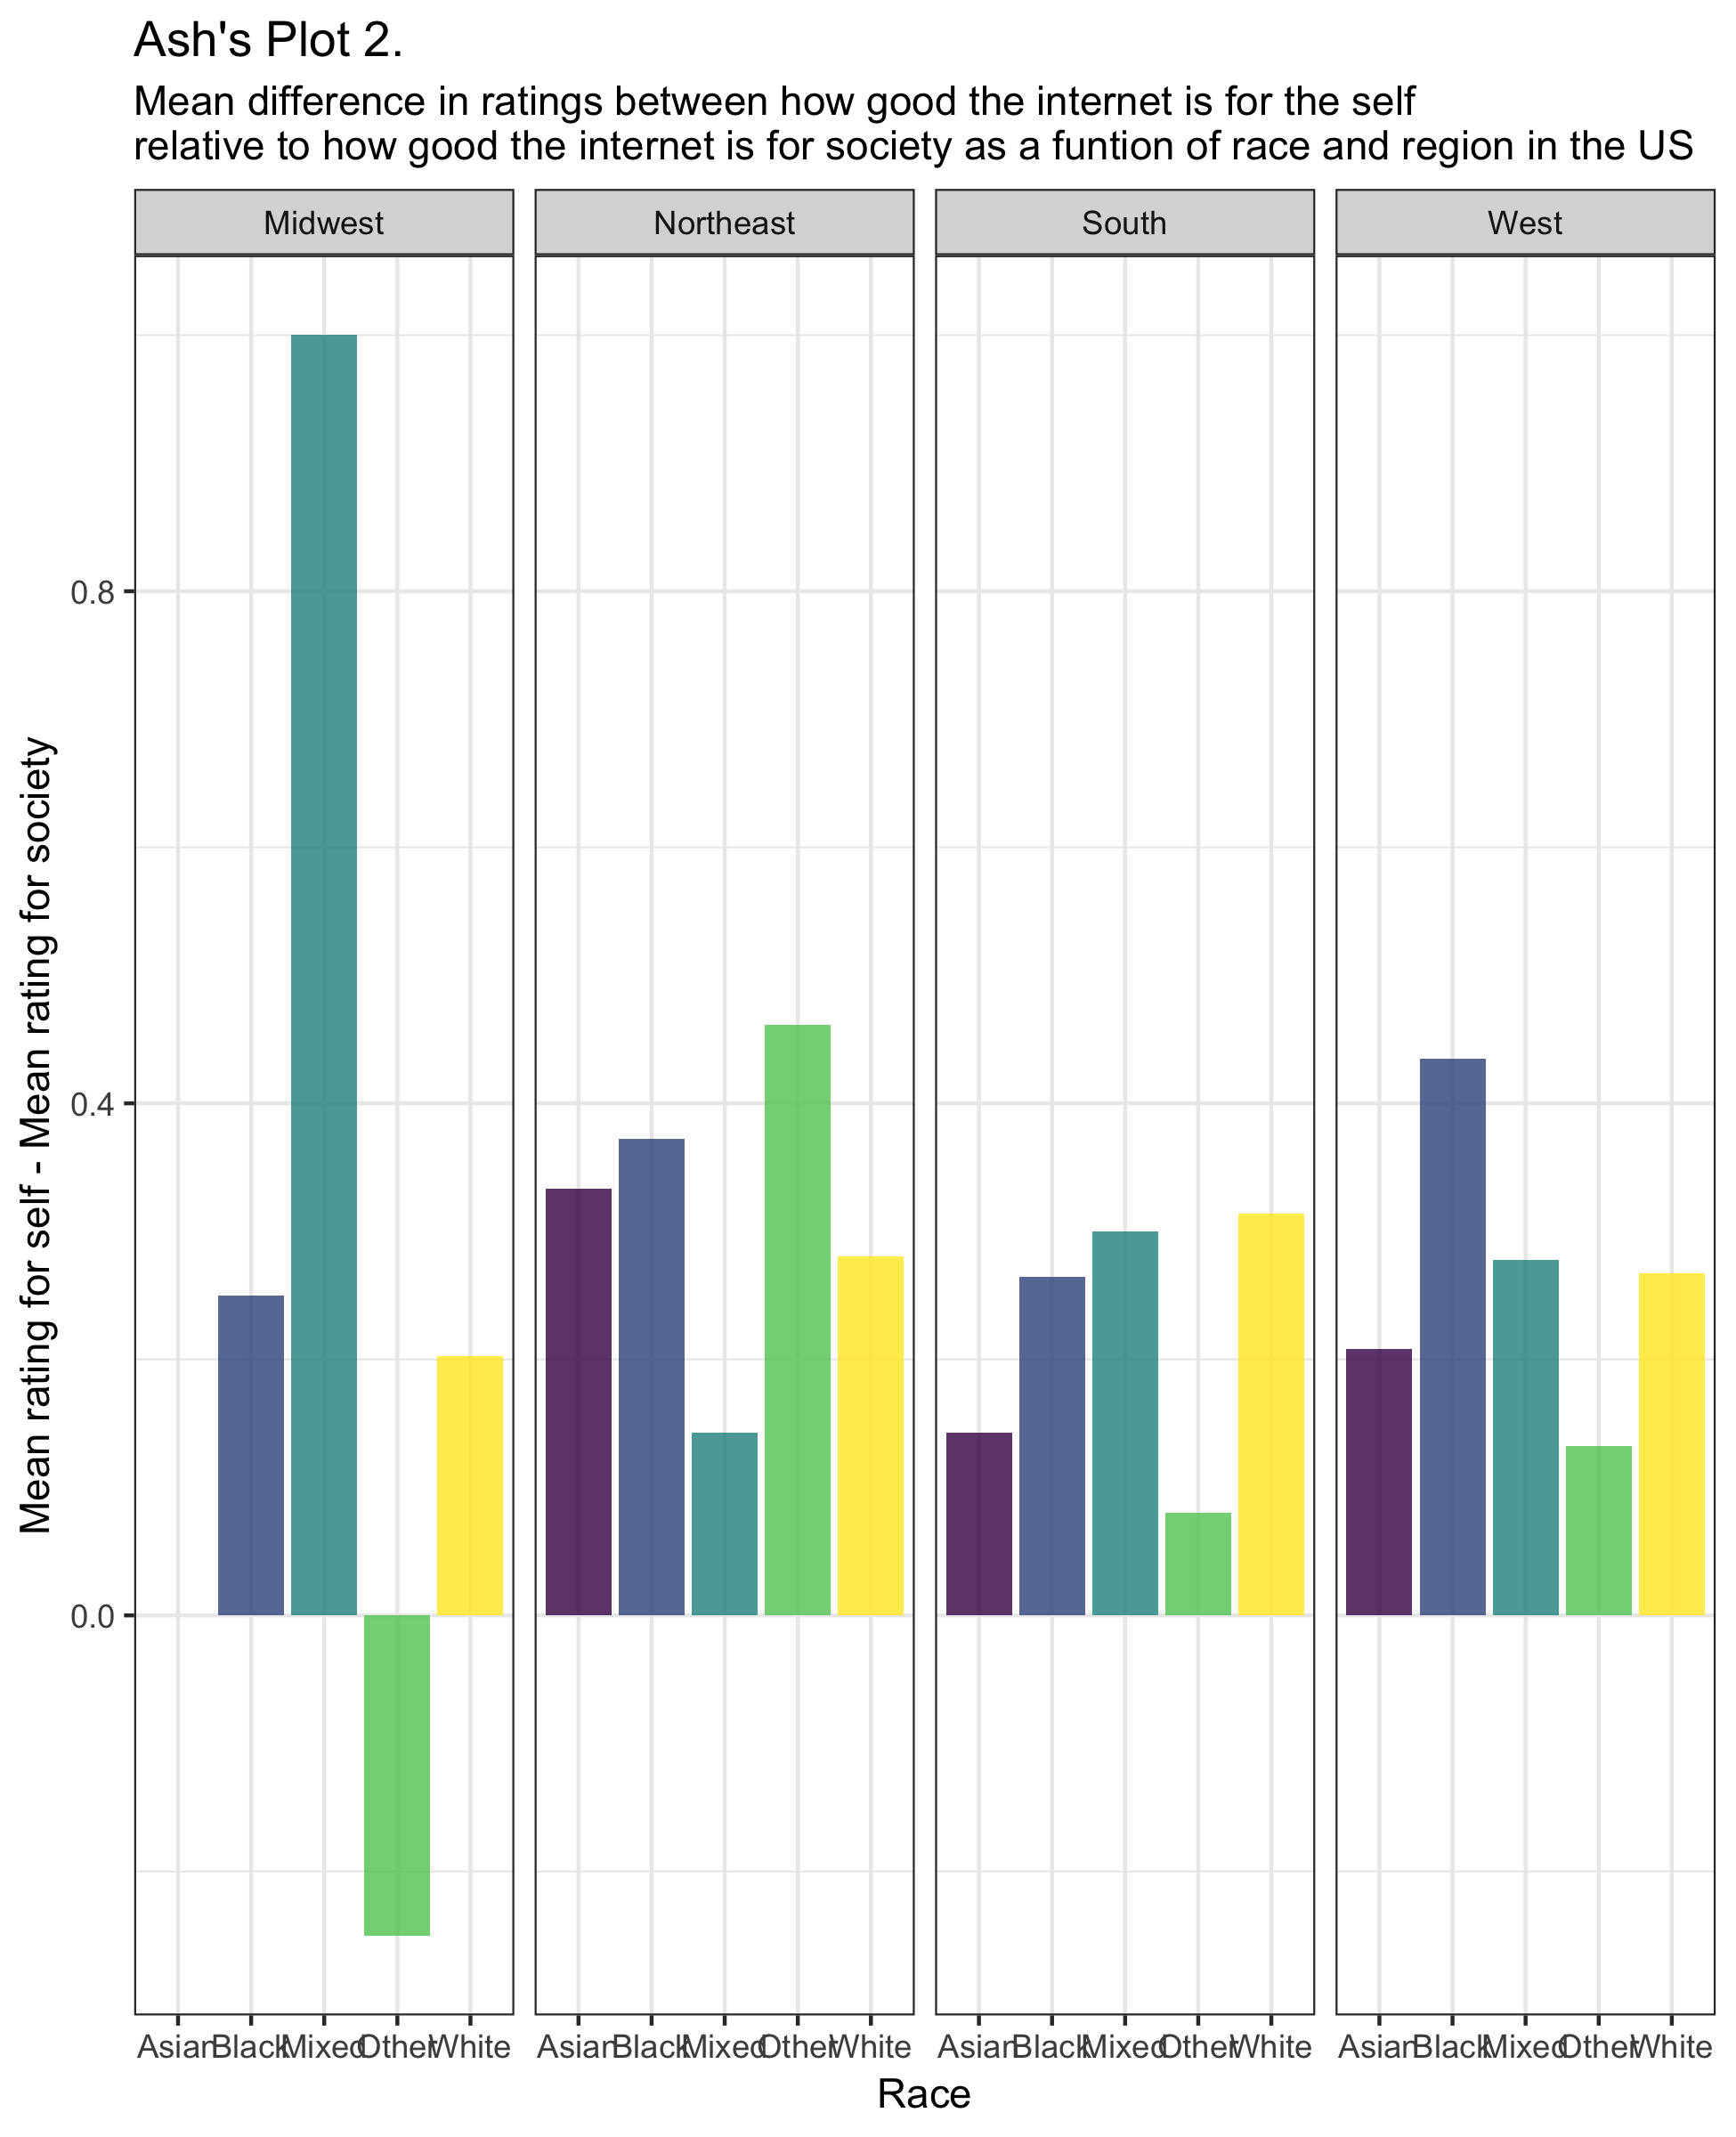 Ash's Plot 2.
Mean difference in ratings between how good the internet is for the self
relative to how good the internet is for society as a funtion of race and region in the US
Midwest Northeast South West
Mean rating for self - Mean rating for society
0.8
0.4
0.0
Asian Black Mixed Other White Asian Black Mixed Other White Asian Black Mixed Other White Asian Black Mixed Other White
Race